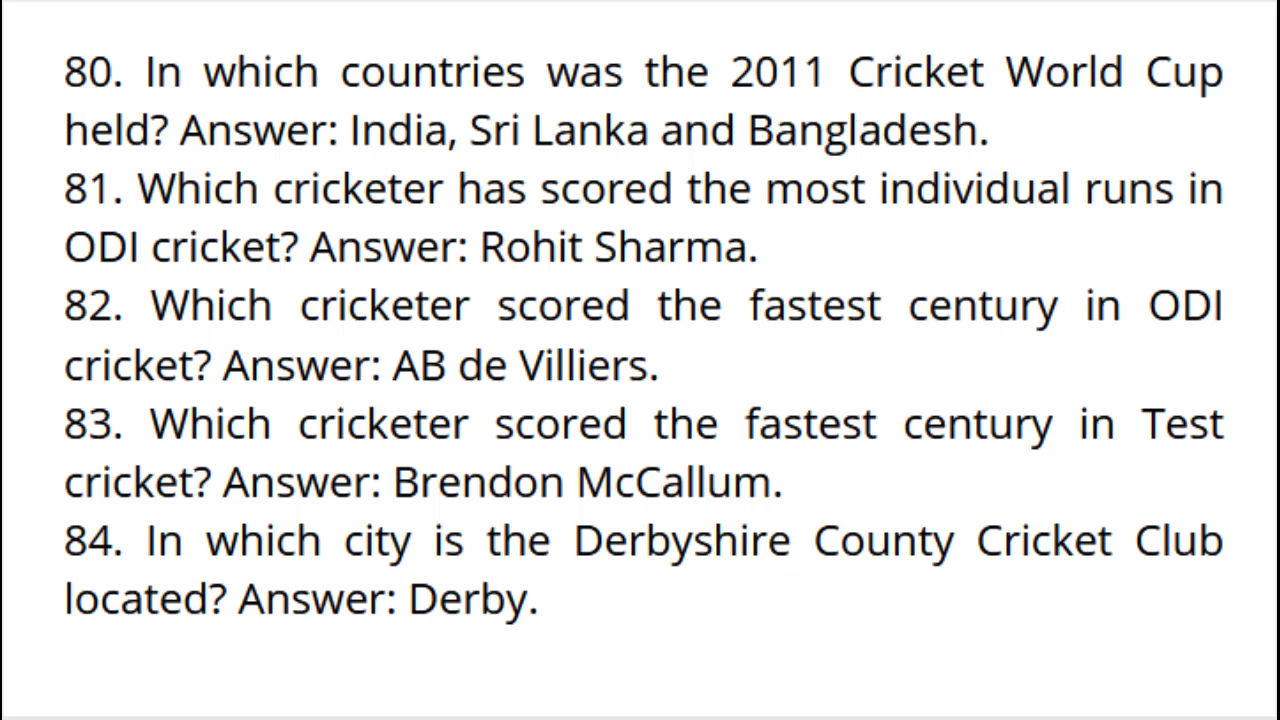 80. In which countries was the 2011 Cricket World Cup
held? Answer: India, Sri Lanka and Bangladesh.
81. Which cricketer has scored the most individual runs in
ODI cricket? Answer: Rohit Sharma.
82. Which cricketer scored the fastest century in ODI
cricket? Answer: AB de Villiers.
83. Which cricketer scored the fastest century in Test
cricket? Answer: Brendon McCallum.
84. In which city is the Derbyshire County Cricket Club
located? Answer: Derby.